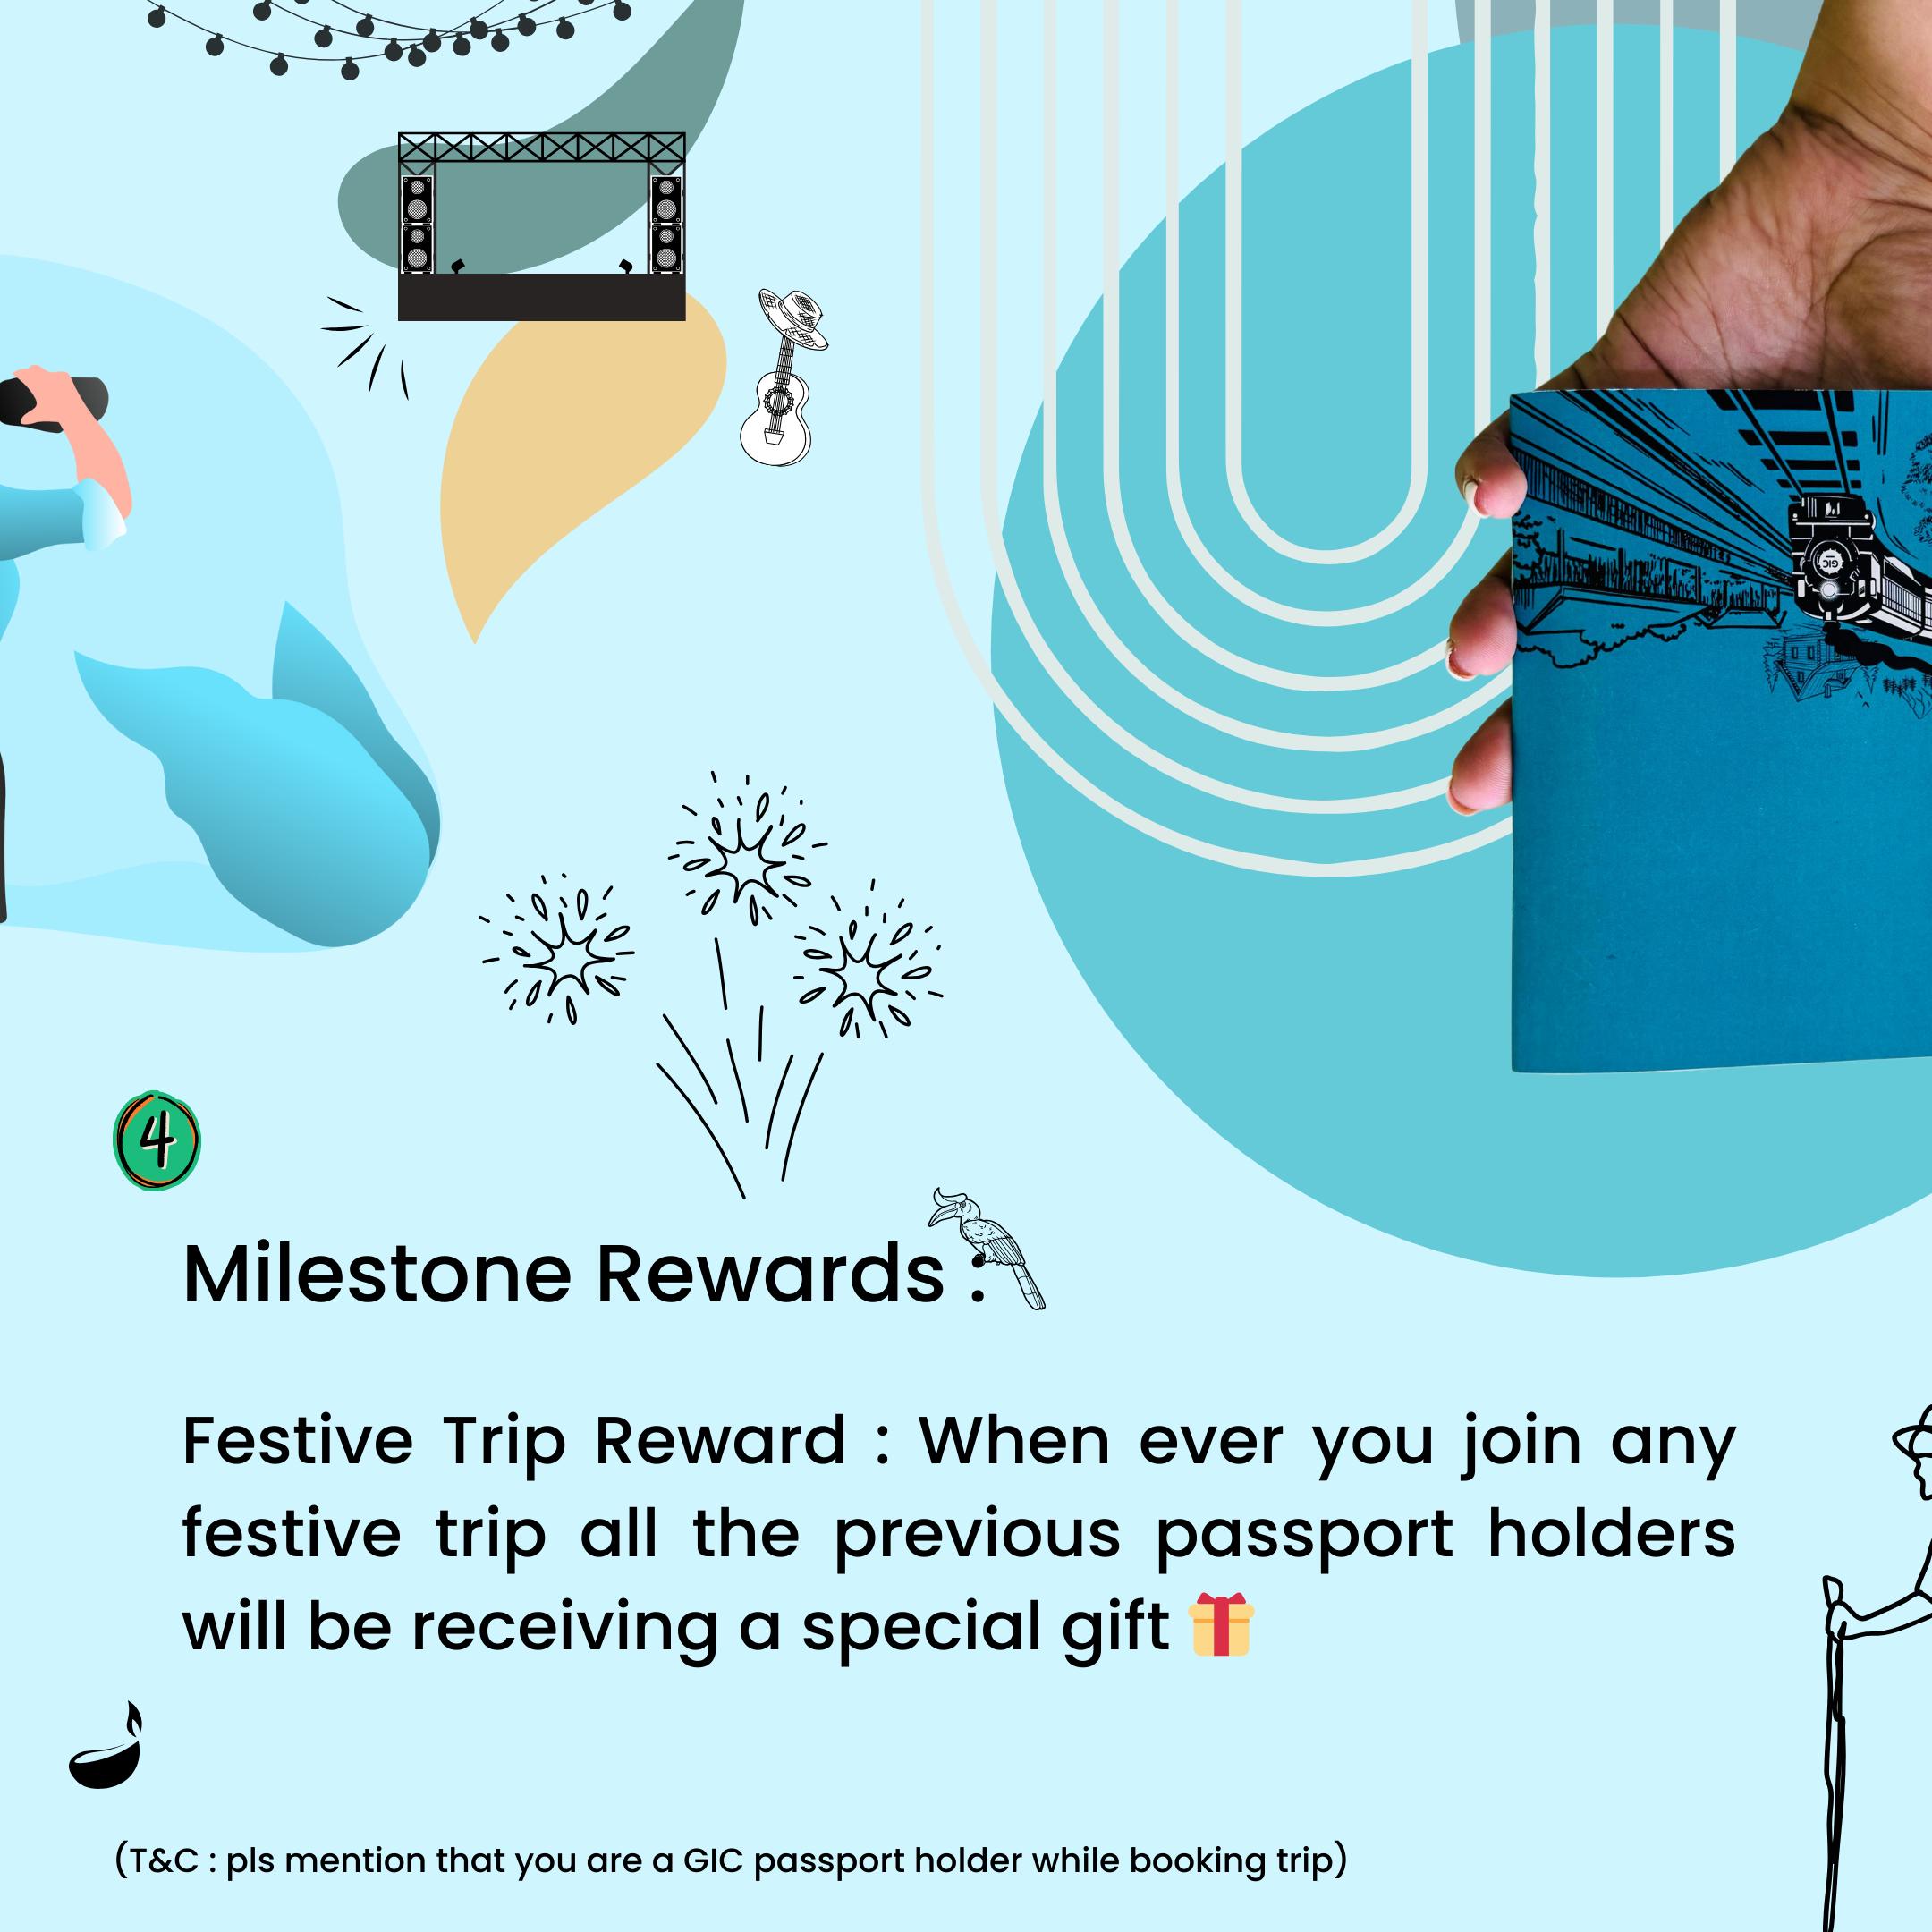 4
Milestone Rewards :
Festive Trip Reward : When ever you join any
festive trip all the previous passport holders
will be receiving a special gift 🎁
(T&C : pls mention that you are a GIC passport holder while booking trip)
GIC